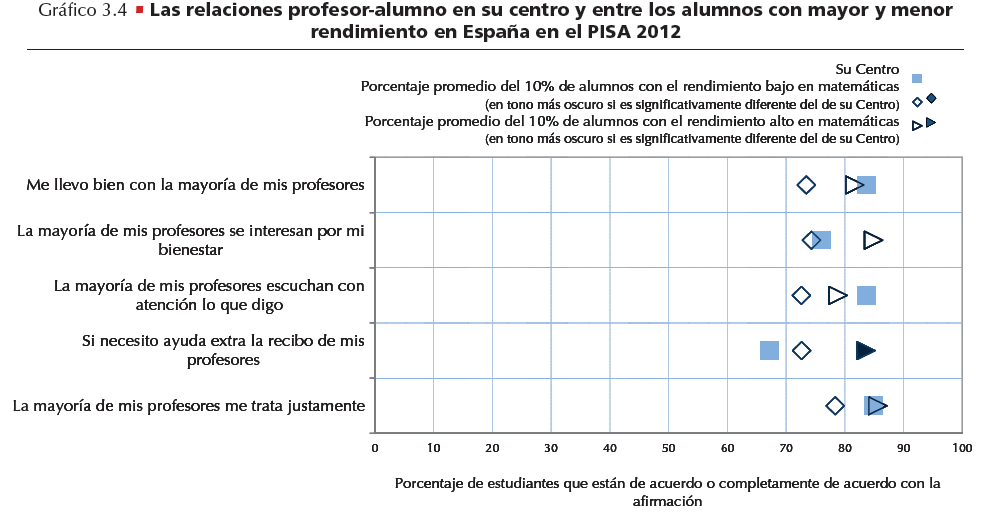 Gráfico 3.4 ■ Las relaciones profesor-alumno en su centro y entre los alumnos con mayor y menor
rendimiento en España en el PISA 2012
Su Centro
Porcentaje promedio del 10% de alumnos con el rendimiento bajo en matemáticas
(en tono más oscuro si es significativamente diferente del de su Centro)
Porcentaje promedio del 10% de alumnos con el rendimiento alto en matemáticas
(en tono más oscuro si es significativamente diferente del de su Centro)
Me llevo bien con la mayoría de mis profesores
La mayoría de mis profesores se interesan por mi
bienestar
La mayoría de mis profesores escuchan con
atención lo que digo
Si necesito ayuda extra la recibo de mis
profesores
La mayoría de mis profesores me trata justamente
0 10 20 30 40 50 60 70 80 90 100
Porcentaje de estudiantes que están de acuerdo o completamente de acuerdo con la
afirmación